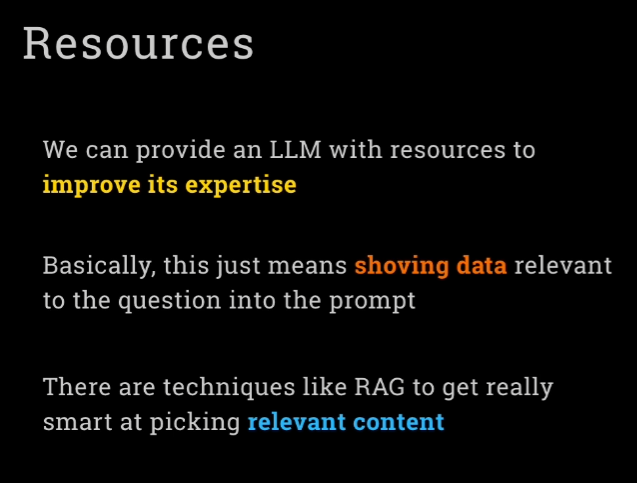 Resources
We can provide an LLM with resources to
improve its expertise
Basically, this just means shoving data relevant
to the question into the prompt
There are techniques like RAG to get really
smart at picking relevant content